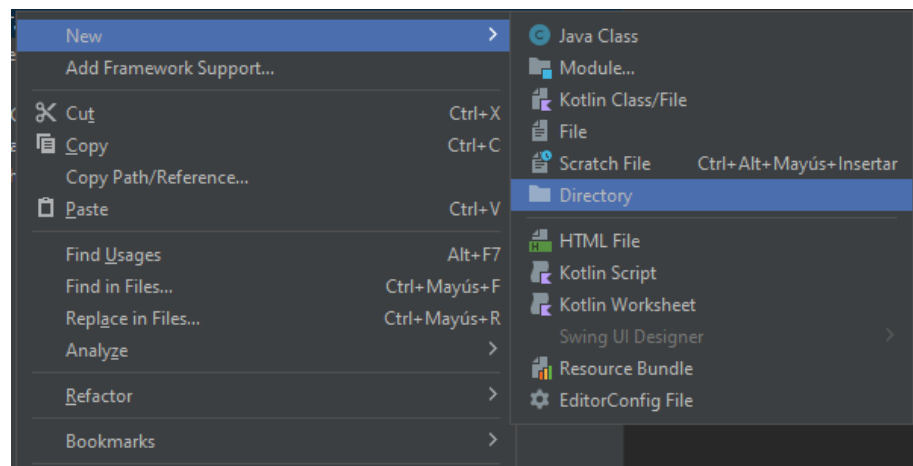 New
Add Framework Support...
Cut Ctrl+X
Copy Ctrl+C
Copy Path/Reference...
Paste Ctrl+V
Find Usages Alt+F7
Find in Files... Ctrl+Mayús+F
Replace in Files... Ctrl+Mayús+R
Analyze
Refactor
Bookmarks
Java Class
Module...
Kotlin Class/File
File
Scratch File Ctrl+Alt+Mayús+Insertar
Directory
HTML File
Kotlin Script
Kotlin Worksheet
Swing UI Designer
Resource Bundle
EditorConfig File